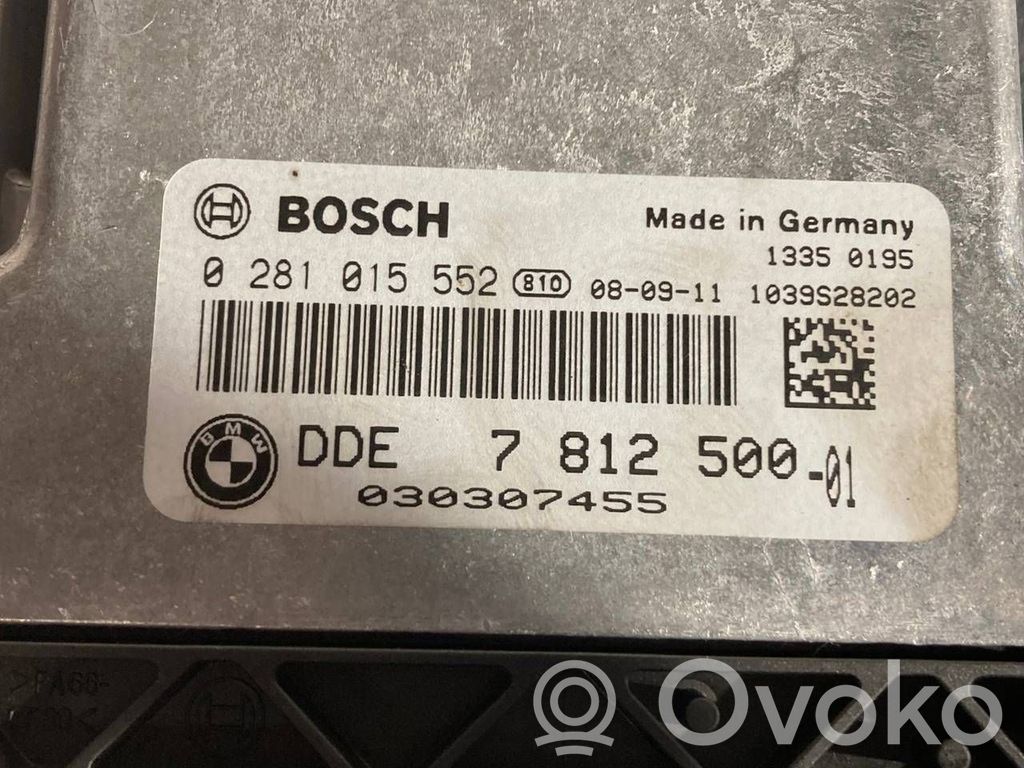 BOSCH
Made in Germany
1335 0195
0 281 015 552 810 08-09-11 1039S28202
BMW
DDE 7 812 500-01
030307455
>PA66-
Ovoko